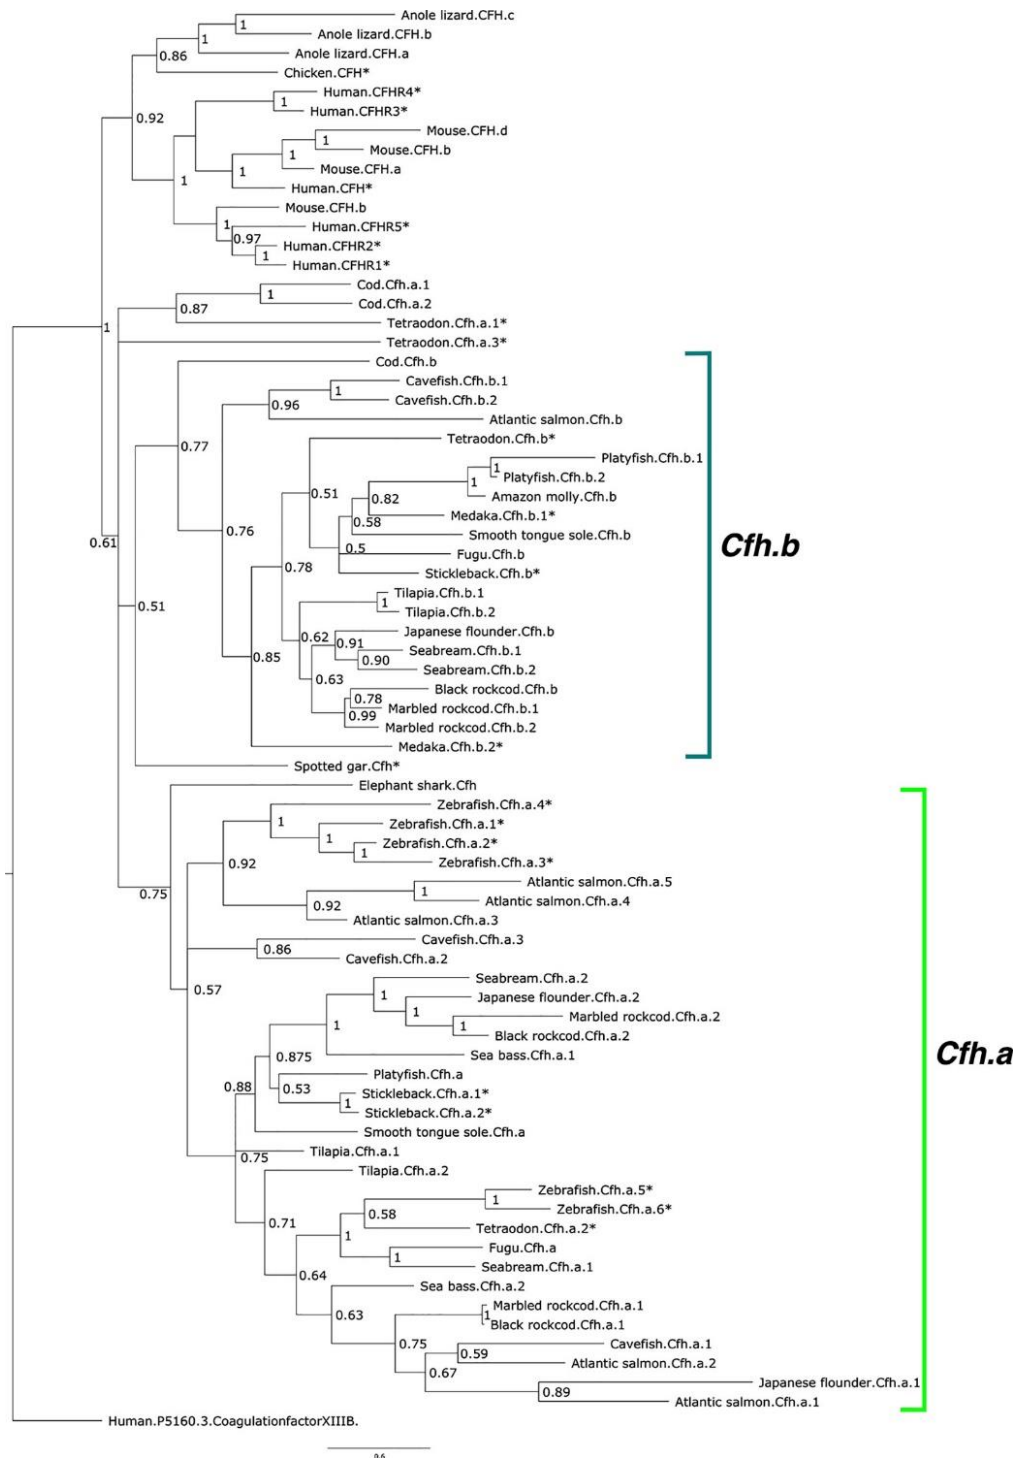 Anole lizard.CFH.c
1
Anole lizard.CFH.b
1
Anole lizard.CFH.a
0.86
Chicken.CFH*
Human.CFHR4*
1
Human.CFHR3*
0.92
Mouse.CFH.d
1
Mouse.CFH.b
1
Mouse.CFH.a
1
1
Human.CFH*
Mouse.CFH.b
1
Human.CFHR5*
0.97
Human.CFHR2*
1
Human.CFHR1*
Cod.Cfh.a.1
1
Cod.Cfh.a.2
0.87
Tetraodon.Cfh.a.1*
1
Tetraodon.Cfh.a.3*
Cod.Cfh.b
Cavefish.Cfh.b.1
1
Cavefish.Cfh.b.2
0.96
Atlantic salmon.Cfh.b
Tetraodon.Cfh.b*
0.77
Platyfish.Cfh.b.1
1
Platyfish.Cfh.b.2
1
0.51
0.82
Amazon molly.Cfh.b
Medaka.Cfh.b.1*
0.58
0.76
Smooth tongue sole.Cfh.b
0.61
0.5
Fugu.Cfh.b
Cfh.b
0.78
Stickleback.Cfh.b*
Tilapia.Cfh.b.1
1
0.51
Tilapia.Cfh.b.2
Japanese flounder.Cfh.b
0.62
0.91
Seabream.Cfh.b.1
0.85
0.90
Seabream.Cfh.b.2
0.63
Black rockcod.Cfh.b
0.78
Marbled rockcod.Cfh.b.1
0.99
Marbled rockcod.Cfh.b.2
Medaka.Cfh.b.2*
Spotted gar.Cfh*
Elephant shark.Cfh
Zebrafish.Cfh.a.4*
1
Zebrafish.Cfh.a.1*
1
Zebrafish.Cfh.a.2*
1
Zebrafish.Cfh.a.3*
0.92
Atlantic salmon.Cfh.a.5
1
0.75
Atlantic salmon.Cfh.a.4
0.92
Atlantic salmon.Cfh.a.3
Cavefish.Cfh.a.3
0.86
Cavefish.Cfh.a.2
Seabream.Cfh.a.2
0.57
1
Japanese flounder.Cfh.a.2
1
Marbled rockcod.Cfh.a.2
1
1
Black rockcod.Cfh.a.2
Sea bass.Cfh.a.1
Cfh.a
0.875
Platyfish.Cfh.a
0.88
0.53
Stickleback.Cfh.a.1*
1
Stickleback.Cfh.a.2*
Smooth tongue sole.Cfh.a
Tilapia.Cfh.a.1
0.75
Tilapia.Cfh.a.2
Zebrafish.Cfh.a.5*
1
Zebrafish.Cfh.a.6*
0.58
0.71
Tetraodon.Cfh.a.2*
1
Fugu.Cfh.a
1
Seabream.Cfh.a.1
0.64
Sea bass.Cfh.a.2
Marbled rockcod.Cfh.a.1
0.63
1
Black rockcod.Cfh.a.1
0.75
Cavefish.Cfh.a.1
0.59
Atlantic salmon.Cfh.a.2
0.67
Japanese flounder.Cfh.a.1
0.89
Atlantic salmon.Cfh.a.1
Human.P5160.3.CoagulationfactorXIIIB.
0.6